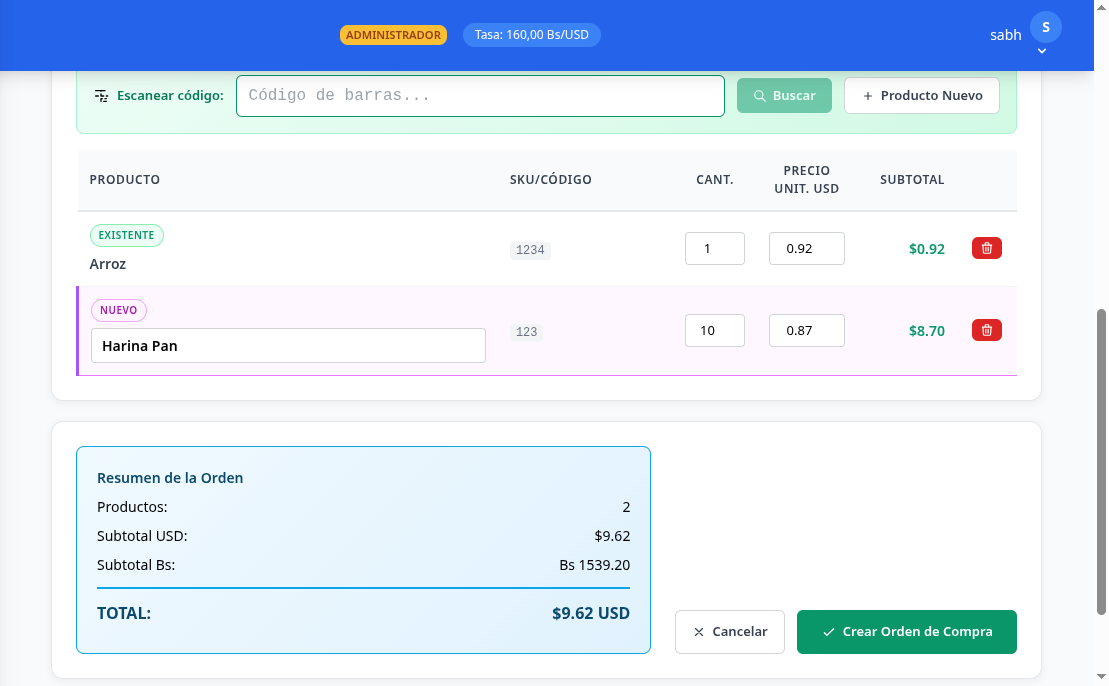 ADMINISTRADOR
Tasa: 160,00 Bs/USD
sabh
S
Escanear código:
Código de barras...
Buscar
Producto Nuevo
PRODUCTO
SKU/CÓDIGO
CANT.
PRECIO
UNIT. USD
SUBTOTAL
EXISTENTE
Arroz
1234
1
0.92
$0.92
NUEVO
Harina Pan
123
10
0.87
$8.70
Resumen de la Orden
Productos: 2
Subtotal USD: $9.62
Subtotal Bs: Bs 1539.20
TOTAL: $9.62 USD
Cancelar
Crear Orden de Compra